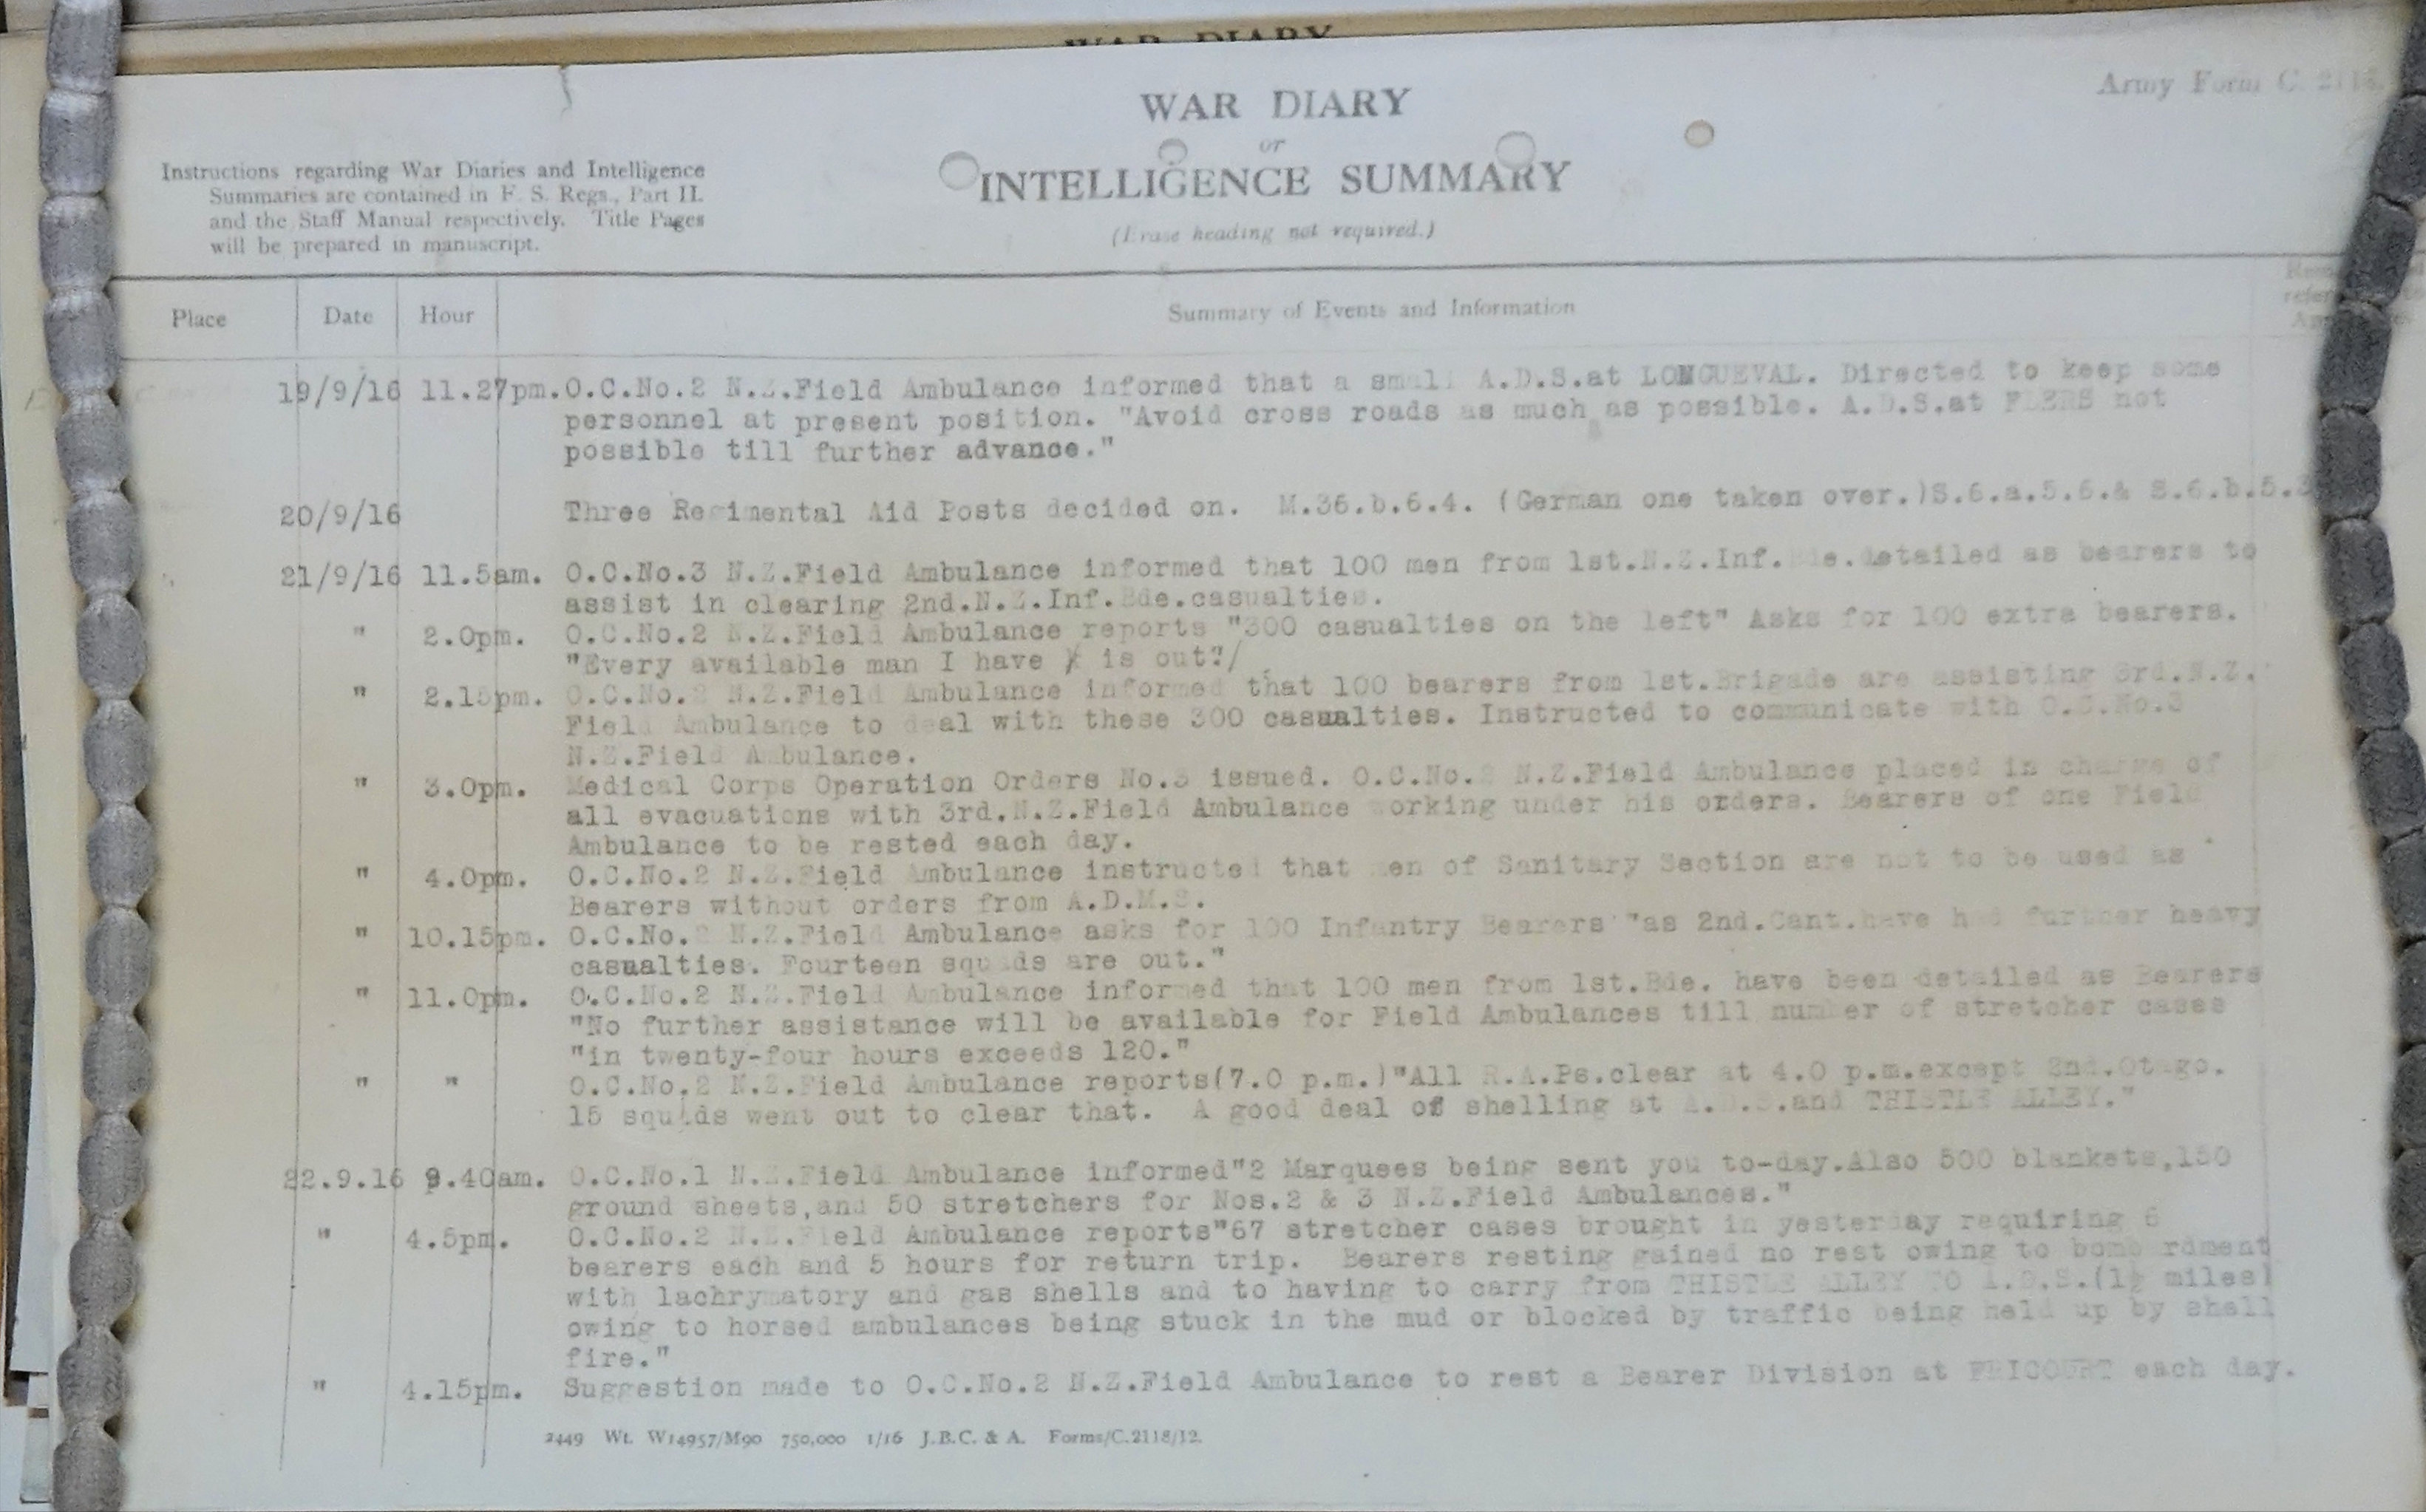 WAR DIARY
Army Form C. 2118.
WAR DIARY
or
INTELLIGENCE SUMMARY
(Erase heading not required.)
Instructions regarding War Diaries and Intelligence
Summaries are contained in F. S. Regs., Part II.
and the Staff Manual respectively. Title Pages
will be prepared in manuscript.
Place Date Hour Summary of Events and Information
19/9/16 11.27pm. O.C.No.2 N.Z.Field Ambulance informed that a small A.D.S.at LONGUEVAL. Directed to keep some
personnel at present position. "Avoid cross roads as much as possible. A.D.S.at FLERS not
possible till further advance."
20/9/16 Three Regimental Aid Posts decided on. M.36.b.6.4. (German one taken over.)S.6.a.5.6.& S.6.b.5.3
21/9/16 11.5am. O.C.No.3 N.Z.Field Ambulance informed that 100 men from 1st.N.Z.Inf.Bde.detailed as bearers to
assist in clearing 2nd.N.Z.Inf.Bde.casualties.
" 2.0pm. O.C.No.2 N.Z.Field Ambulance reports "300 casualties on the left" Asks for 100 extra bearers.
"Every available man I have is out"/
" 2.15pm. O.C.No.2 N.Z.Field Ambulance informed that 100 bearers from 1st.Brigade are assisting 3rd.N.Z.
Field Ambulance to deal with these 300 casualties. Instructed to communicate with O.C.No.3
N.Z.Field Ambulance.
" 3.0pm. Medical Corps Operation Orders No.3 issued. O.C.No.2 N.Z.Field Ambulance placed in charge of
all evacuations with 3rd.N.Z.Field Ambulance working under his orders. Bearers of one Field
Ambulance to be rested each day.
" 4.0pm. O.C.No.2 N.Z.Field Ambulance instructed that men of Sanitary Section are not to be used as
Bearers without orders from A.D.M.S.
" 10.15pm. O.C.No.2 N.Z.Field Ambulance asks for 100 Infantry Bearers "as 2nd.Cant.have had further heavy
casualties. Fourteen squads are out."
" 11.0pm. O.C.No.2 N.Z.Field Ambulance informed that 100 men from 1st.Bde. have been detailed as Bearers
"No further assistance will be available for Field Ambulances till number of stretcher cases
"in twenty-four hours exceeds 120."
" " O.C.No.2 N.Z.Field Ambulance reports(7.0 p.m.)"All R.A.Ps.clear at 4.0 p.m.except 2nd.Otago.
15 squads went out to clear that. A good deal of shelling at A.D.S.and THISTLE ALLEY."
22.9.16 9.40am. O.C.No.1 N.Z.Field Ambulance informed"2 Marquees being sent you to-day.Also 500 blankets,150
ground sheets,and 50 stretchers for Nos.2 & 3 N.Z.Field Ambulances."
" 4.5pm. O.C.No.2 N.Z.Field Ambulance reports"67 stretcher cases brought in yesterday requiring 6
bearers each and 5 hours for return trip. Bearers resting gained no rest owing to bombardment
with lachrymatory and gas shells and to having to carry from THISTLE ALLEY TO A.D.S.(1½ miles)
owing to horsed ambulances being stuck in the mud or blocked by traffic being held up by shell
fire."
" 4.15pm. Suggestion made to O.C.No.2 N.Z.Field Ambulance to rest a Bearer Division at FRICOURT each day.
2449 Wt. W14957/M90 750,000 1/16 J.B.C. & A. Forms/C.2118/12.